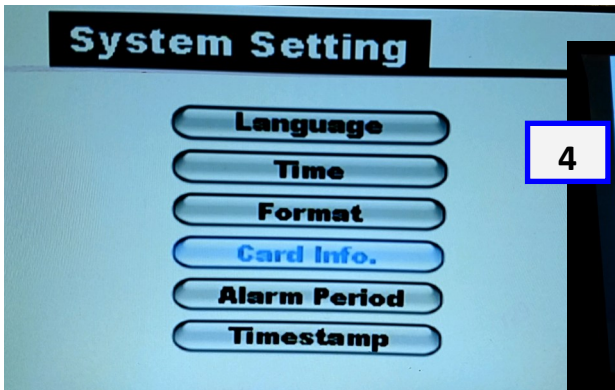 System Setting
Language
Time
4
Format
Card Info.
Alarm Period
Timestamp